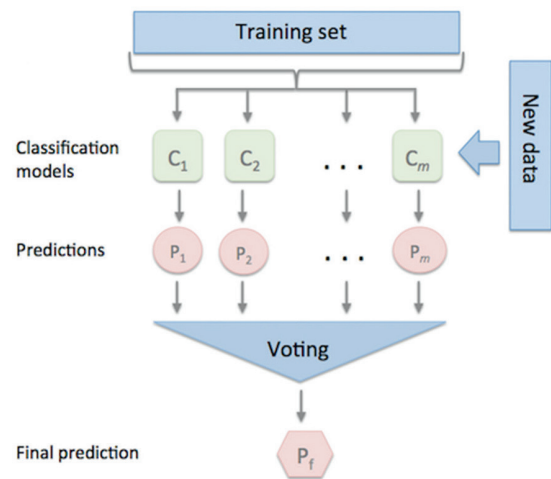 Training set
New data
Classification models
C1 C2 . . . Cm
Predictions
P1 P2 . . . Pm
Voting
Final prediction
Pf